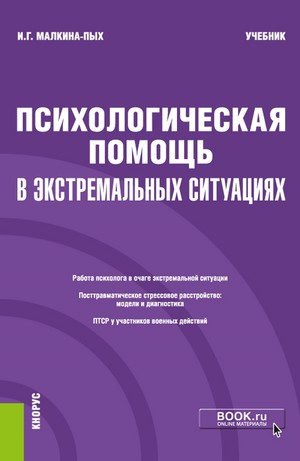 И.Г. МАЛКИНА-ПЫХ
УЧЕБНИК
ПСИХОЛОГИЧЕСКАЯ
ПОМОЩЬ
В ЭКСТРЕМАЛЬНЫХ СИТУАЦИЯХ
Работа психолога в очаге экстремальной ситуации
Посттравматическое стрессовое расстройство:
модели и диагностика
ПТСР у участников военных действий
КНОРУС
BOOK.ru
ONLINE МАТЕРИАЛЫ